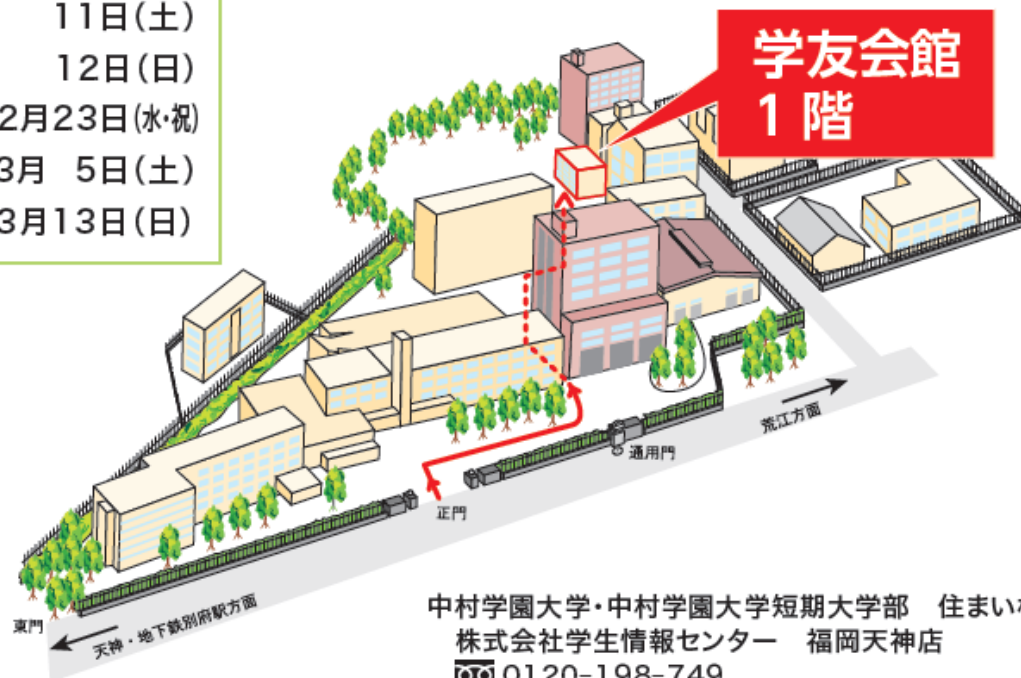 11日(土)
12日(日)
2月23日(水・祝)
3月 5日(土)
3月13日(日)
学友会館
1階
荒江方面
通用門
正門
東門
天神・地下鉄別府駅方面
中村学園大学・中村学園大学短期大学部 住まい
株式会社学生情報センター 福岡天神店
0120-198-749